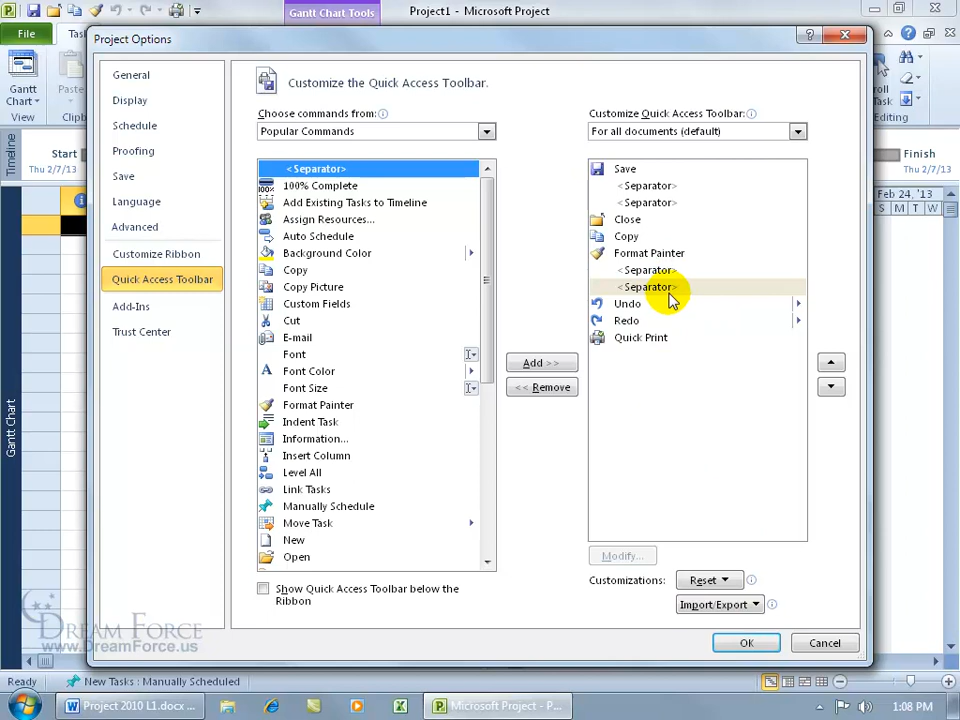 Gantt Chart Tools
Project1 - Microsoft Project
File
Tas
Project Options
Gantt
Chart
View
Paste
Clipb
roll
Task
Editing
Timeline
Start
Thu 2/7/13
Finish
Thu 2/7/13
Feb 24, '13
S M T W
Gantt Chart
General
Display
Schedule
Proofing
Save
Language
Advanced
Customize Ribbon
Quick Access Toolbar
Add-Ins
Trust Center
Customize the Quick Access Toolbar.
Choose commands from:
Popular Commands
<Separator>
100% Complete
Add Existing Tasks to Timeline
Assign Resources...
Auto Schedule
Background Color
Copy
Copy Picture
Custom Fields
Cut
E-mail
Font
Font Color
Font Size
Format Painter
Indent Task
Information...
Insert Column
Level All
Link Tasks
Manually Schedule
Move Task
New
Open
Show Quick Access Toolbar below the
Ribbon
Add >>
<< Remove
Customize Quick Access Toolbar:
For all documents (default)
Save
<Separator>
<Separator>
Close
Copy
Format Painter
<Separator>
<Separator>
Undo
Redo
Quick Print
Modify...
Customizations:
Reset
Import/Export
OK
Cancel
DREAM FORCE
www.DreamForce.us
Ready
New Tasks : Manually Scheduled
Project 2010 L1.docx ...
Microsoft Project - P...
1:08 PM